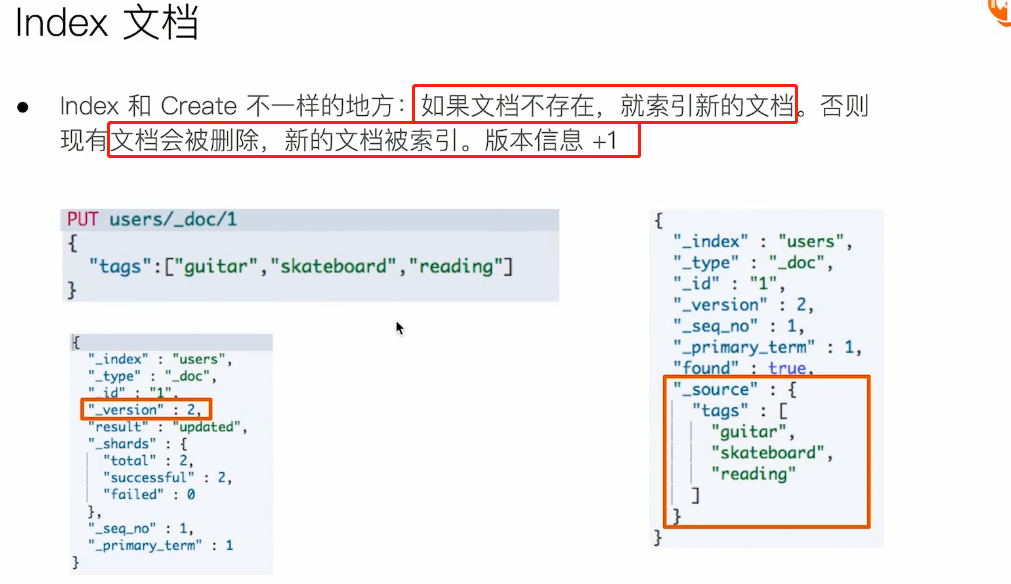 Index 文档
● Index 和 Create 不一样的地方：如果文档不存在，就索引新的文档。否则
现有文档会被删除，新的文档被索引。版本信息 +1
PUT users/_doc/1
{
"tags":["guitar","skateboard","reading"]
}
{
"_index" : "users",
"_type" : "_doc",
"_id" : "1",
"_version" : 2,
"result" : "updated",
"_shards" : {
"total" : 2,
"successful" : 2,
"failed" : 0
},
"_seq_no" : 1,
"_primary_term" : 1
}
{
"_index" : "users",
"_type" : "_doc",
"_id" : "1",
"_version" : 2,
"_seq_no" : 1,
"_primary_term" : 1,
"found" : true,
"_source" : {
"tags" : [
"guitar",
"skateboard",
"reading"
]
}
}